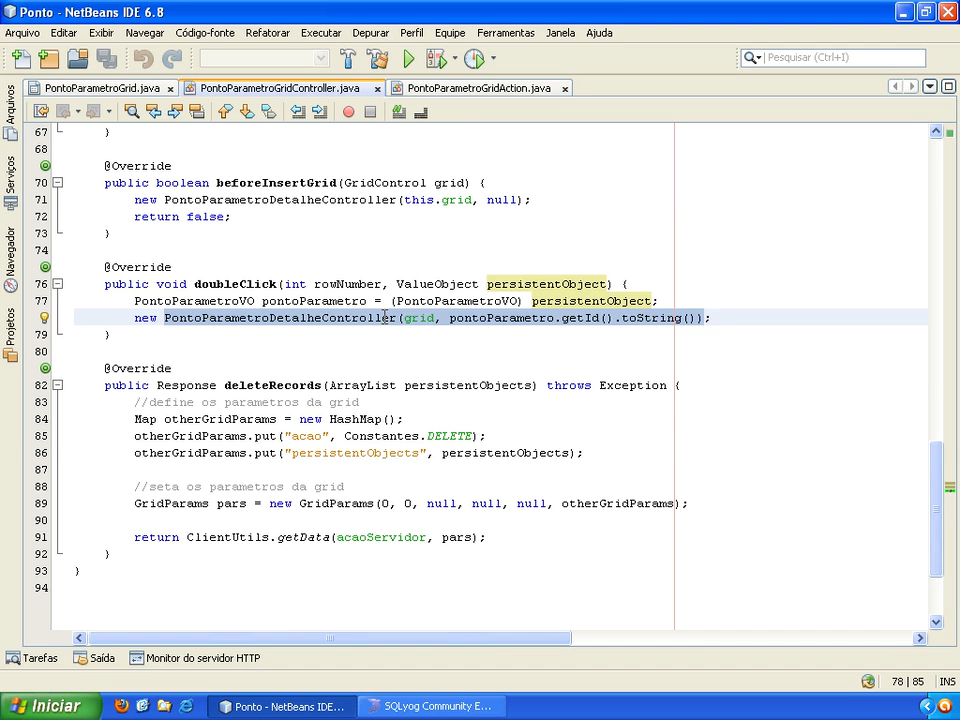 Ponto - NetBeans IDE 6.8
Arquivo Editar Exibir Navegar Código-fonte Refatorar Executar Depurar Perfil Equipe Ferramentas Janela Ajuda
Pesquisar (Ctrl+I)
PontoParametroGrid.java PontoParametroGridController.java PontoParametroGridAction.java
Arquivos
Serviços
Navegador
Projetos
67 }
68
@Override
70 public boolean beforeInsertGrid(GridControl grid) {
71 new PontoParametroDetalheController(this.grid, null);
72 return false;
73 }
74
@Override
76 public void doubleClick(int rowNumber, ValueObject persistentObject) {
77 PontoParametroVO pontoParametro = (PontoParametroVO) persistentObject;
new PontoParametroDetalheController(grid, pontoParametro.getId().toString());
79 }
80
@Override
82 public Response deleteRecords(ArrayList persistentObjects) throws Exception {
83 //define os parametros da grid
84 Map otherGridParams = new HashMap();
85 otherGridParams.put("acao", Constantes.DELETE);
86 otherGridParams.put("persistentObjects", persistentObjects);
87
88 //seta os parametros da grid
89 GridParams pars = new GridParams(0, 0, null, null, null, otherGridParams);
90
91 return ClientUtils.getData(acaoServidor, pars);
92 }
93 }
94
Tarefas Saída Monitor do servidor HTTP
78 | 85 INS
Iniciar Ponto - NetBeans IDE... SQLyog Community E...